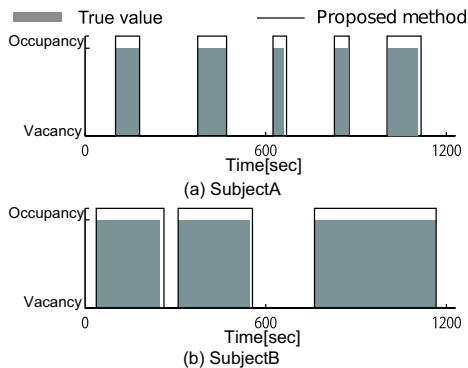 True value Proposed method
Occupancy
Vacancy
0 600 1200
Time[sec]
(a) SubjectA
Occupancy
Vacancy
0 600 1200
Time[sec]
(b) SubjectB